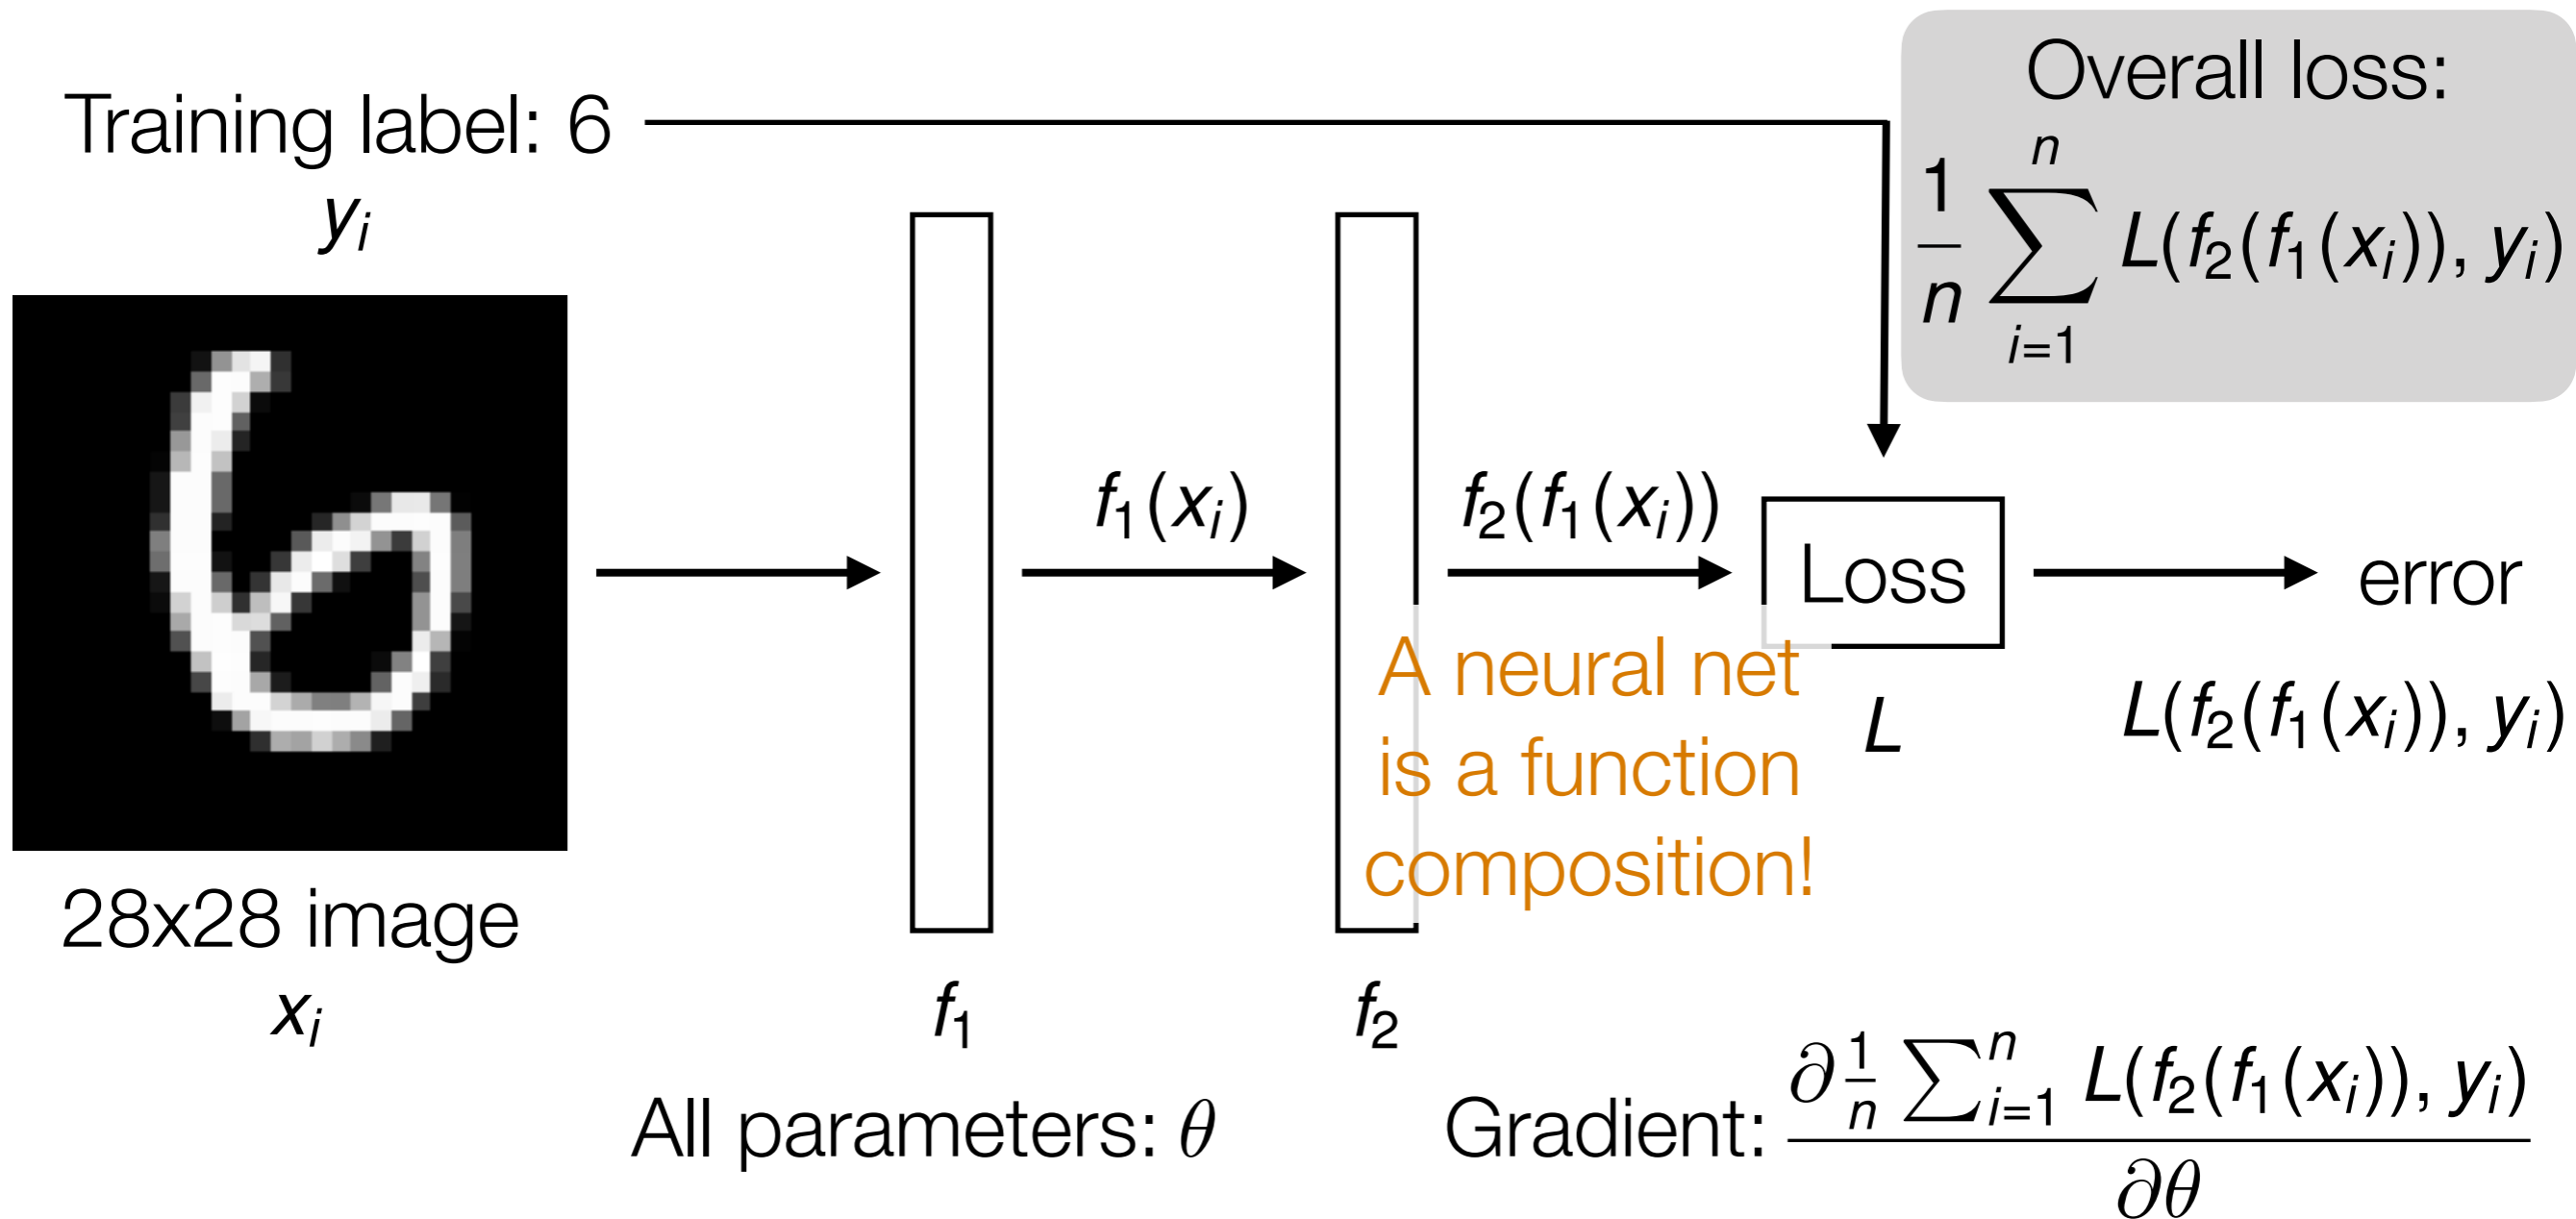 Training label: 6
yᵢ
28x28 image
xᵢ
f₁
f₁(xᵢ)
f₂
f₂(f₁(xᵢ))
Loss
L
error
L(f₂(f₁(xᵢ)), yᵢ)
Overall loss:
1/n ∑ᵢ₌₁ⁿ L(f₂(f₁(xᵢ)), yᵢ)
A neural net
is a function
composition!
All parameters: θ
Gradient: ∂ 1/n ∑ᵢ₌₁ⁿ L(f₂(f₁(xᵢ)), yᵢ) / ∂θ